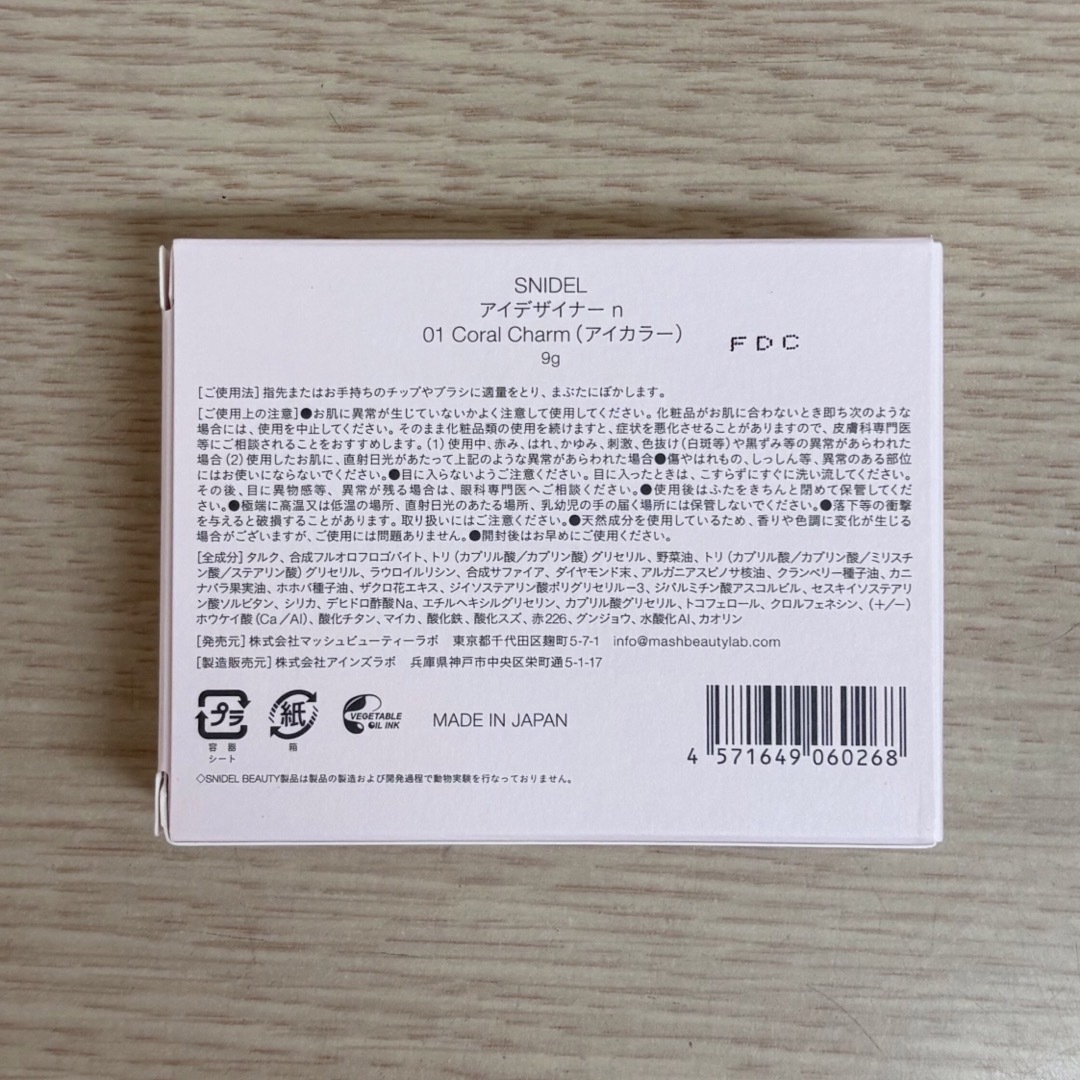 SNIDEL
アイデザイナー n
01 Coral Charm（アイカラー）
9g
FDC
［ご使用法］指先またはお手持ちのチップやブラシに適量をとり、まぶたにぼかします。
［ご使用上の注意］●お肌に異常が生じていないかよく注意して使用してください。化粧品がお肌に合わないとき即ち次のような
場合には、使用を中止してください。そのまま化粧品類の使用を続けますと、症状を悪化させることがありますので、皮膚科専門医
等にご相談されることをおすすめします。（1）使用中、赤み、はれ、かゆみ、刺激、色抜け（白斑等）や黒ずみ等の異常があらわれた
場合（2）使用したお肌に、直射日光があたって上記のような異常があらわれた場合●傷やはれもの、しっしん等、異常のある部位
にはお使いにならないでください。●目に入らないようご注意ください。目に入ったときは、こすらずにすぐに洗い流してください。
その後、目に異物感等、異常が残る場合は、眼科専門医へご相談ください。●使用後はふたをきちんと閉めて保管してくだ
さい。●極端に高温又は低温の場所、直射日光のあたる場所、乳幼児の手の届く場所には保管しないでください。●落下等の衝撃
を与えると破損することがあります。取り扱いにはご注意ください。●天然成分を使用しているため、香りや色調に変化が生じる
場合がございますが、ご使用には問題ありません。●開封後はお早めにご使用ください。
［全成分］タルク、合成フルオロフロゴパイト、トリ（カプリル酸／カプリン酸）グリセリル、野菜油、トリ（カプリル酸／カプリン酸／ミリスチ
ン酸／ステアリン酸）グリセリル、ラウロイルリシン、合成サファイア、ダイヤモンド末、アルガニアスピノサ核油、クランベリー種子油、カニ
ナバラ果実油、ホホバ種子油、ザクロ花エキス、ジイソステアリン酸ポリグリセリル-3、ジパルミチン酸アスコルビル、セスキイソステアリ
ン酸ソルビタン、シリカ、デヒドロ酢酸Na、エチルヘキシルグリセリン、カプリル酸グリセリル、トコフェロール、クロルフェネシン、（+/－）
ホウケイ酸（Ca／Al）、酸化チタン、マイカ、酸化鉄、酸化スズ、赤226、グンジョウ、水酸化Al、カオリン
［発売元］株式会社マッシュビューティーラボ 東京都千代田区麹町5-7-1 info@mashbeautylab.com
［製造販売元］株式会社アインズラボ 兵庫県神戸市中央区栄町通5-1-17
プラ
容器
シート
紙
箱
VEGETABLE
OIL INK
MADE IN JAPAN
4 571649 060268
◇SNIDEL BEAUTY製品は製品の製造および開発過程で動物実験を行なっておりません。